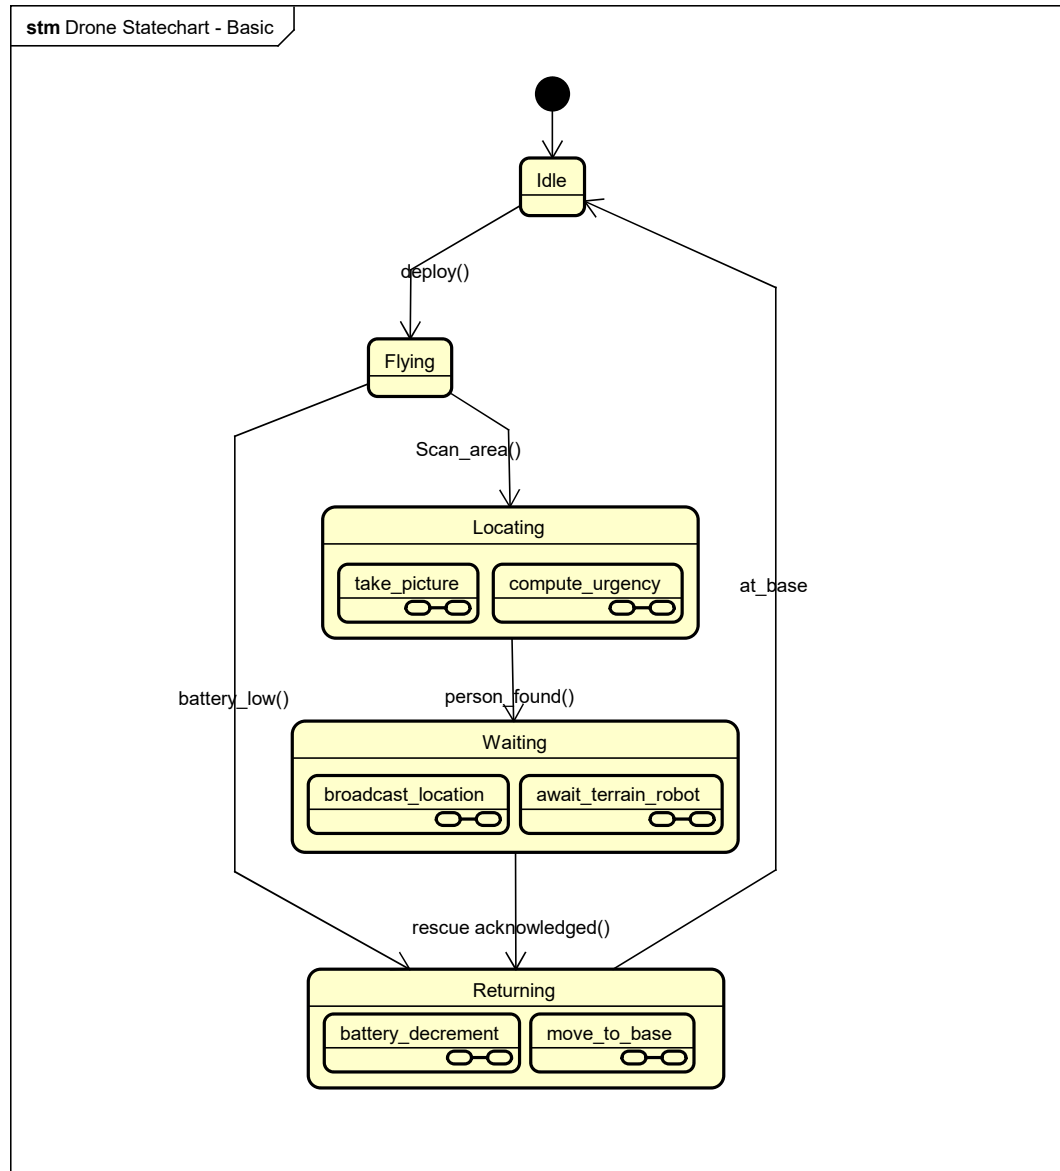 stm Drone Statechart - Basic
Idle
deploy()
Flying
Scan_area()
Locating
take_picture
compute_urgency
at_base
battery_low()
person_found()
Waiting
broadcast_location
await_terrain_robot
rescue acknowledged()
Returning
battery_decrement
move_to_base